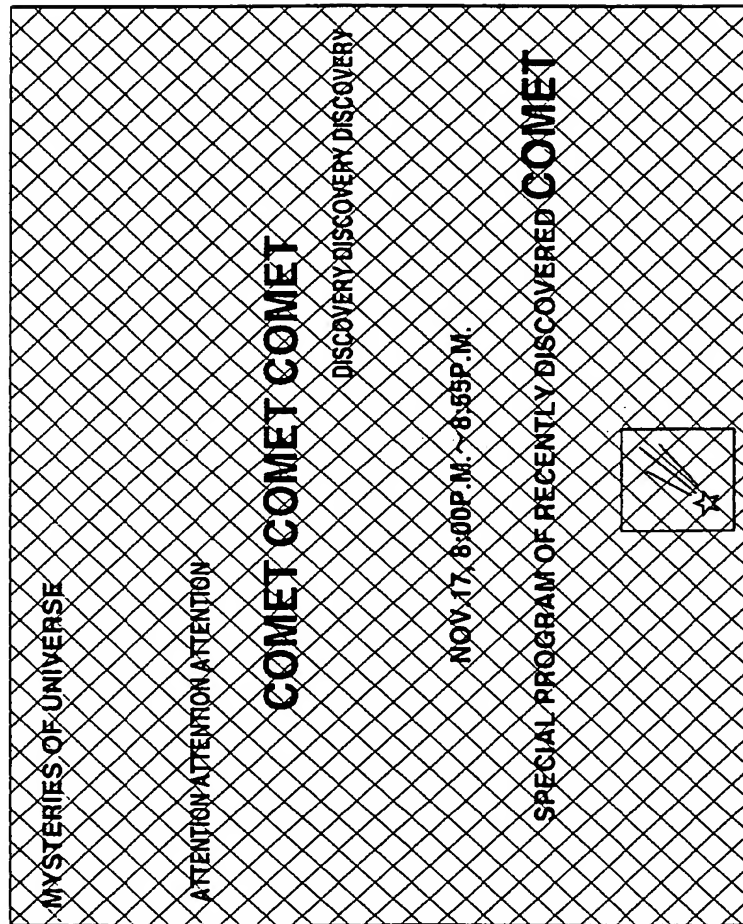 MYSTERIES OF UNIVERSE
ATTENTION ATTENTION ATTENTION
COMET COMET COMET
DISCOVERY DISCOVERY DISCOVERY
NOV.17, 8:00P.M.~8:55P.M.
SPECIAL PROGRAM OF RECENTLY DISCOVERED COMET